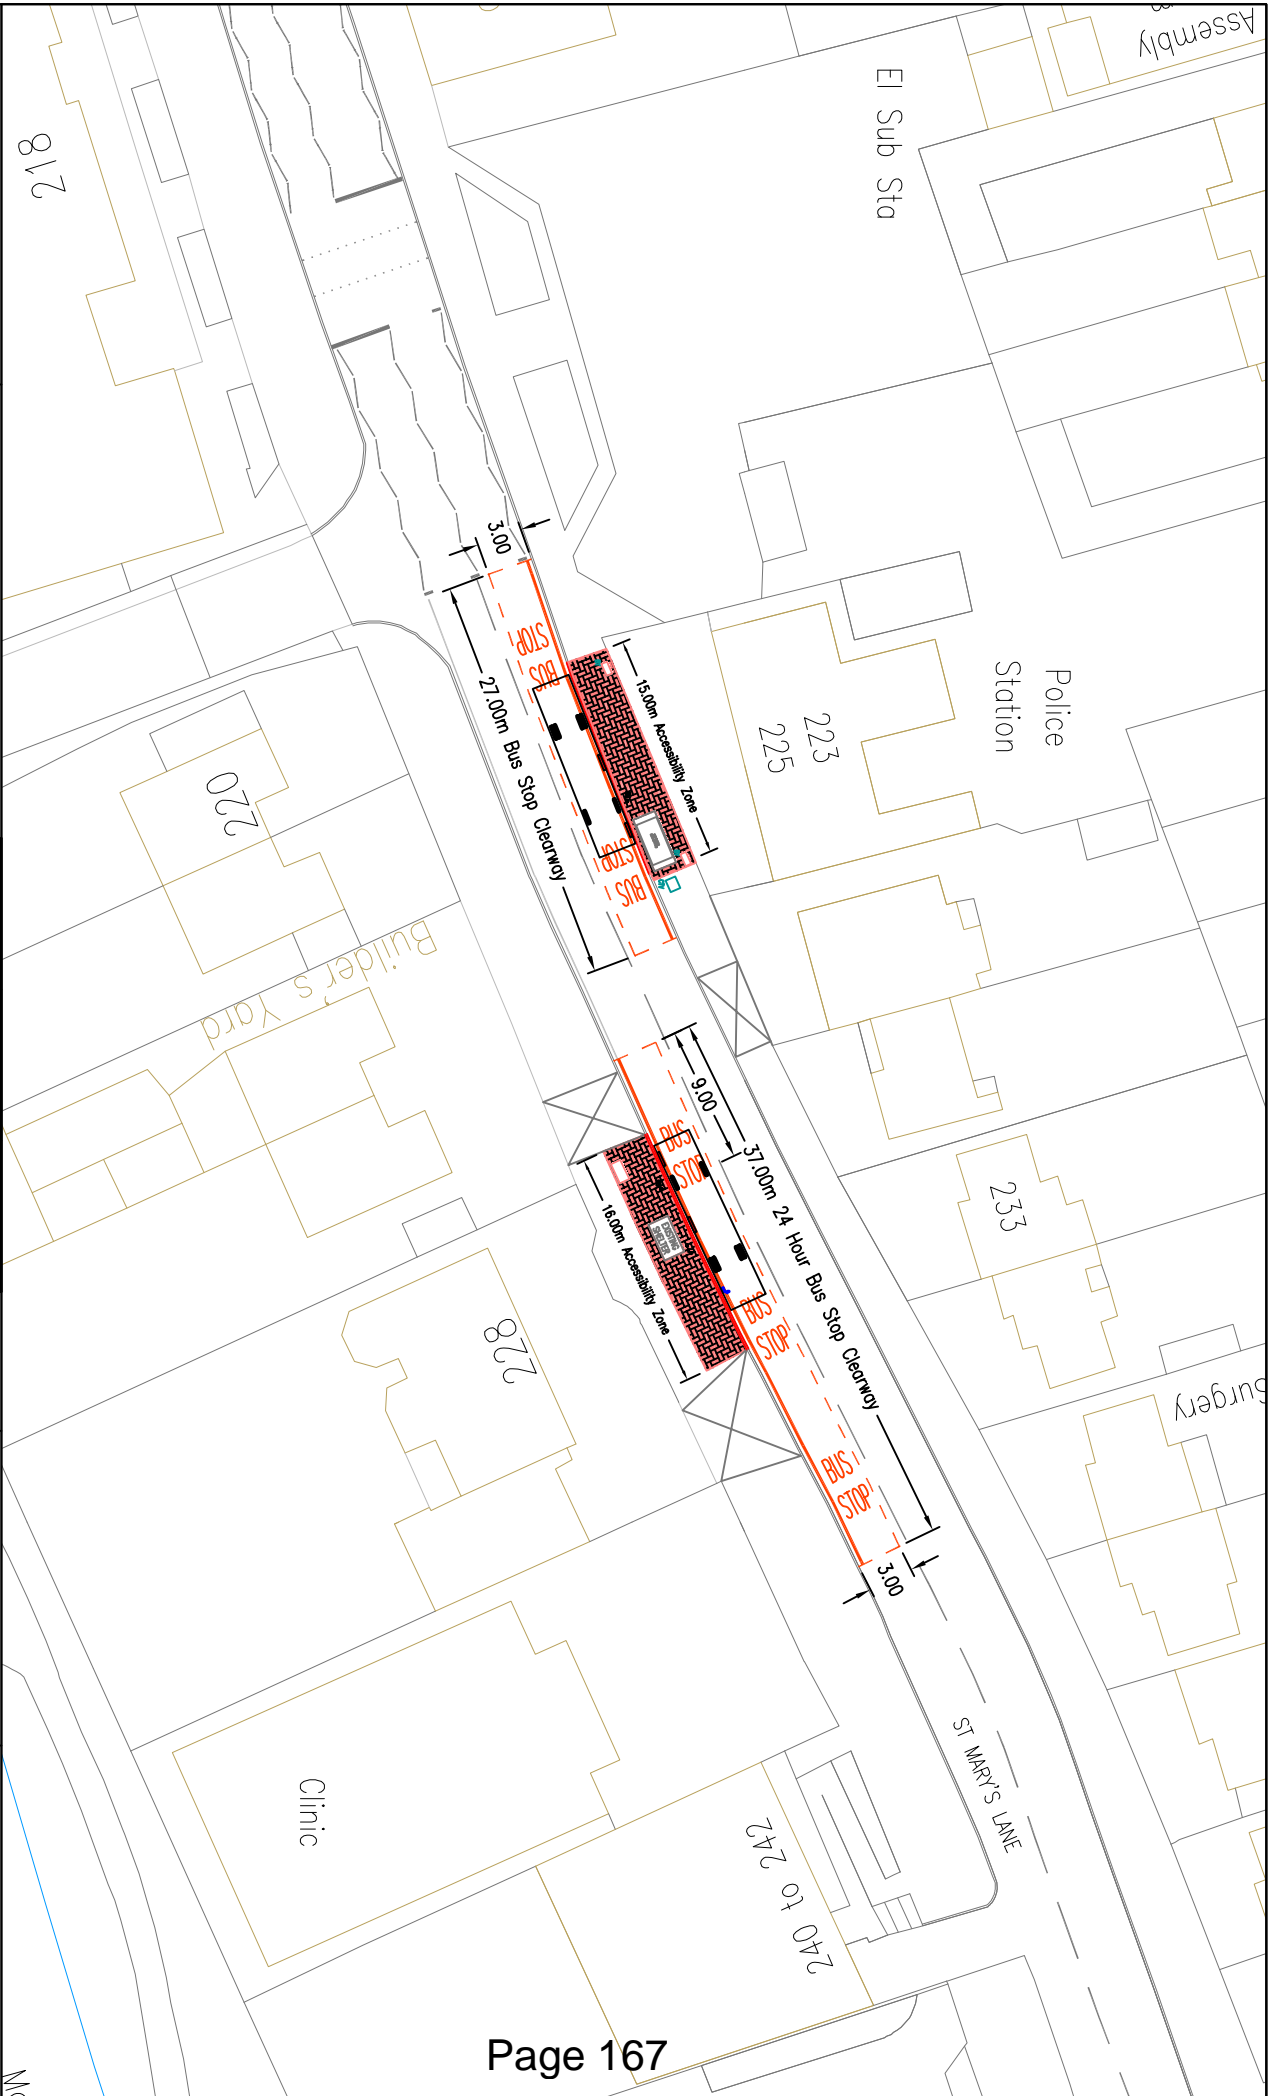 Assembly
El Sub Sta
218
3.00
STOP
BUS
27.00m Bus Stop Clearway
15.00m Accessibility Zone
STOP
BUS
Police
Station
223
225
220
Builder's Yard
9.00
37.00m 24 Hour Bus Stop Clearway
BUS
STOP
EXISTING
SHELTER
16.00m Accessibility Zone
BUS
STOP
BUS
STOP
3.00
233
Surgery
228
ST MARY'S LANE
Clinic
240 to 242
Page 167